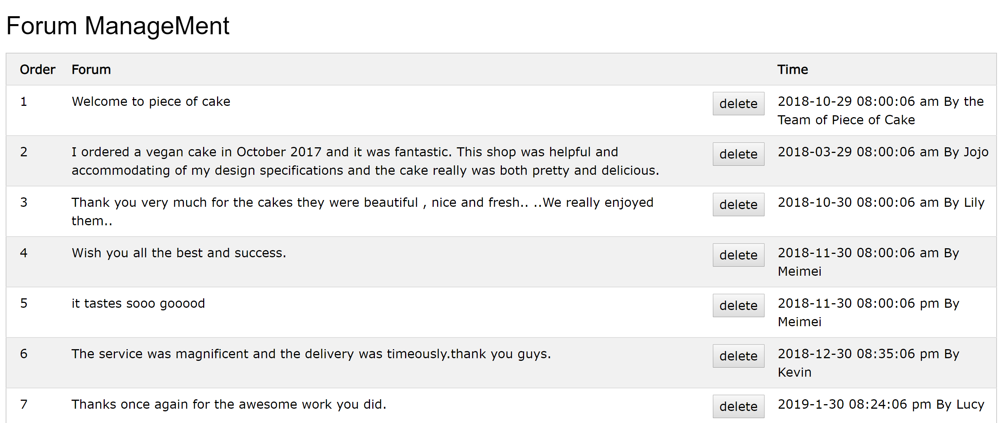 Forum ManageMent
Order Forum Time
1 Welcome to piece of cake delete 2018-10-29 08:00:06 am By the
Team of Piece of Cake
2 I ordered a vegan cake in October 2017 and it was fantastic. This shop was helpful and delete 2018-03-29 08:00:06 am By Jojo
accommodating of my design specifications and the cake really was both pretty and delicious.
3 Thank you very much for the cakes they were beautiful , nice and fresh.. ..We really enjoyed delete 2018-10-30 08:00:06 am By Lily
them..
4 Wish you all the best and success. delete 2018-11-30 08:00:06 am By
Meimei
5 it tastes sooo gooood delete 2018-11-30 08:00:06 pm By
Meimei
6 The service was magnificent and the delivery was timeously.thank you guys. delete 2018-12-30 08:35:06 pm By
Kevin
7 Thanks once again for the awesome work you did. delete 2019-1-30 08:24:06 pm By Lucy